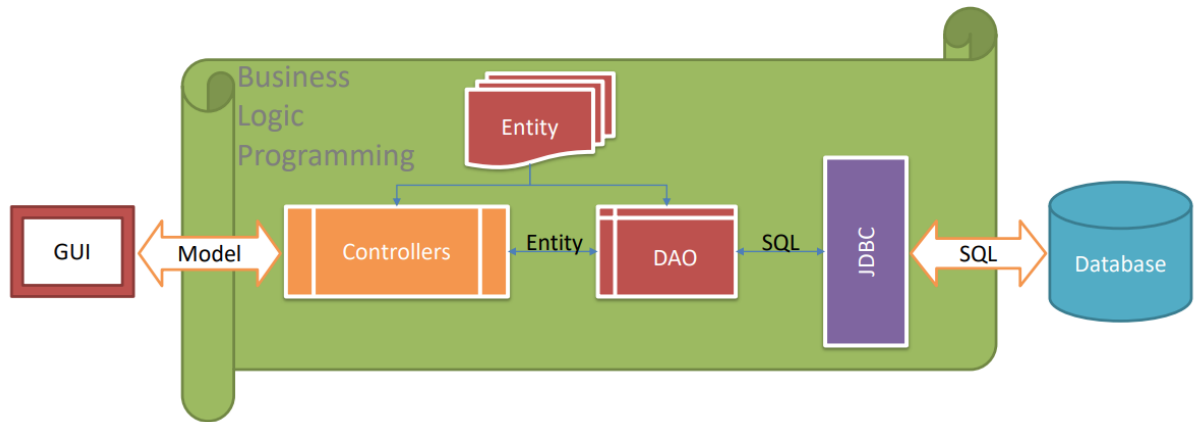 Business
Logic
Programming
Entity
GUI
Model
Controllers
Entity
DAO
SQL
JDBC
SQL
Database